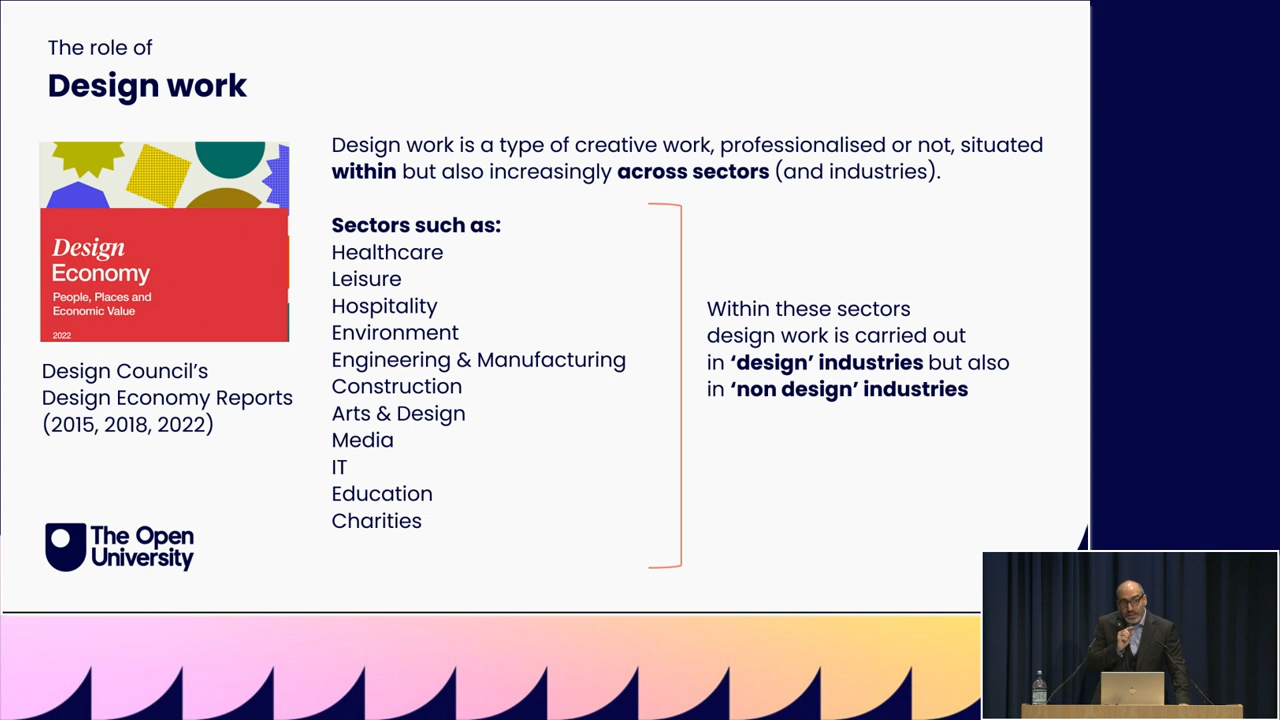 The role of
Design work
Design
Economy
People, Places and
Economic Value
2022
Design Council’s
Design Economy Reports
(2015, 2018, 2022)
The Open
University
Design work is a type of creative work, professionalised or not, situated
within but also increasingly across sectors (and industries).
Sectors such as:
Healthcare
Leisure
Hospitality
Environment
Engineering & Manufacturing
Construction
Arts & Design
Media
IT
Education
Charities
Within these sectors
design work is carried out
in ‘design’ industries but also
in ‘non design’ industries